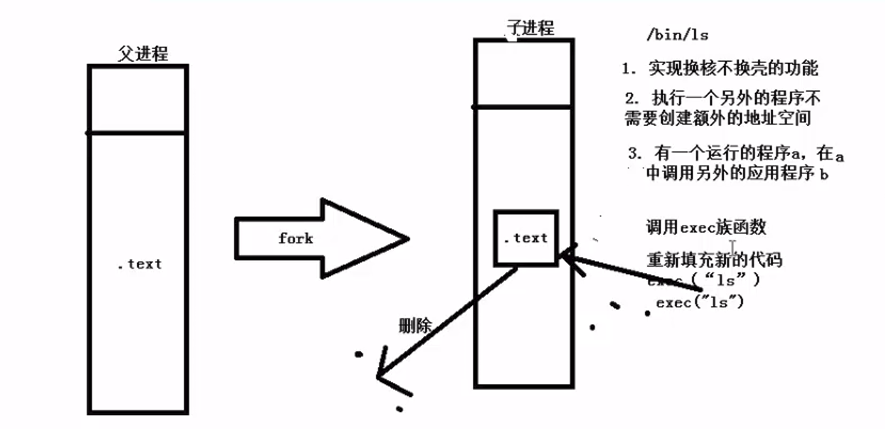 父进程
.text
fork
子进程
.text
删除
/bin/ls
1. 实现换核不换壳的功能
2. 执行一个另外的程序不
需要创建额外的地址空间
3. 有一个运行的程序a，在a
中调用另外的应用程序b
调用exec族函数
重新填充新的代码
exec（“ls”）
exec("ls")